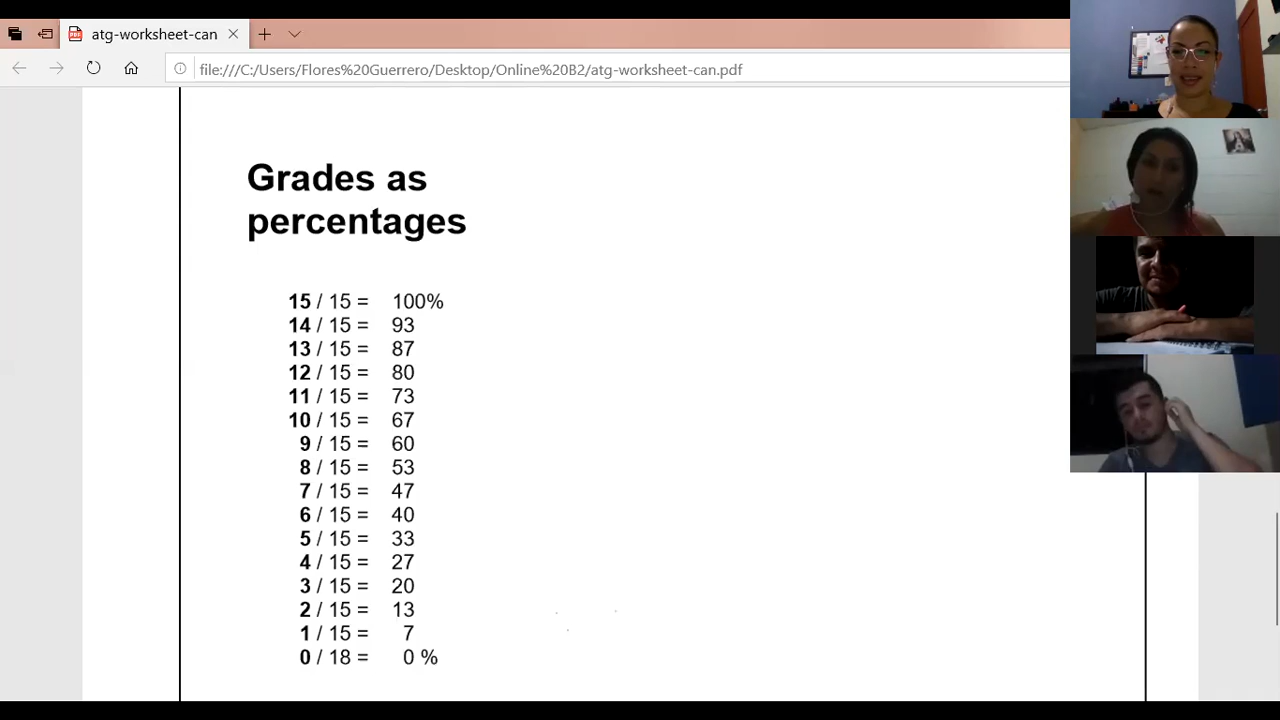 atg-worksheet-can
file:///C:/Users/Flores%20Guerrero/Desktop/Online%20B2/atg-worksheet-can.pdf
Grades as
percentages
15 / 15 = 100%
14 / 15 = 93
13 / 15 = 87
12 / 15 = 80
11 / 15 = 73
10 / 15 = 67
9 / 15 = 60
8 / 15 = 53
7 / 15 = 47
6 / 15 = 40
5 / 15 = 33
4 / 15 = 27
3 / 15 = 20
2 / 15 = 13
1 / 15 = 7
0 / 18 = 0 %